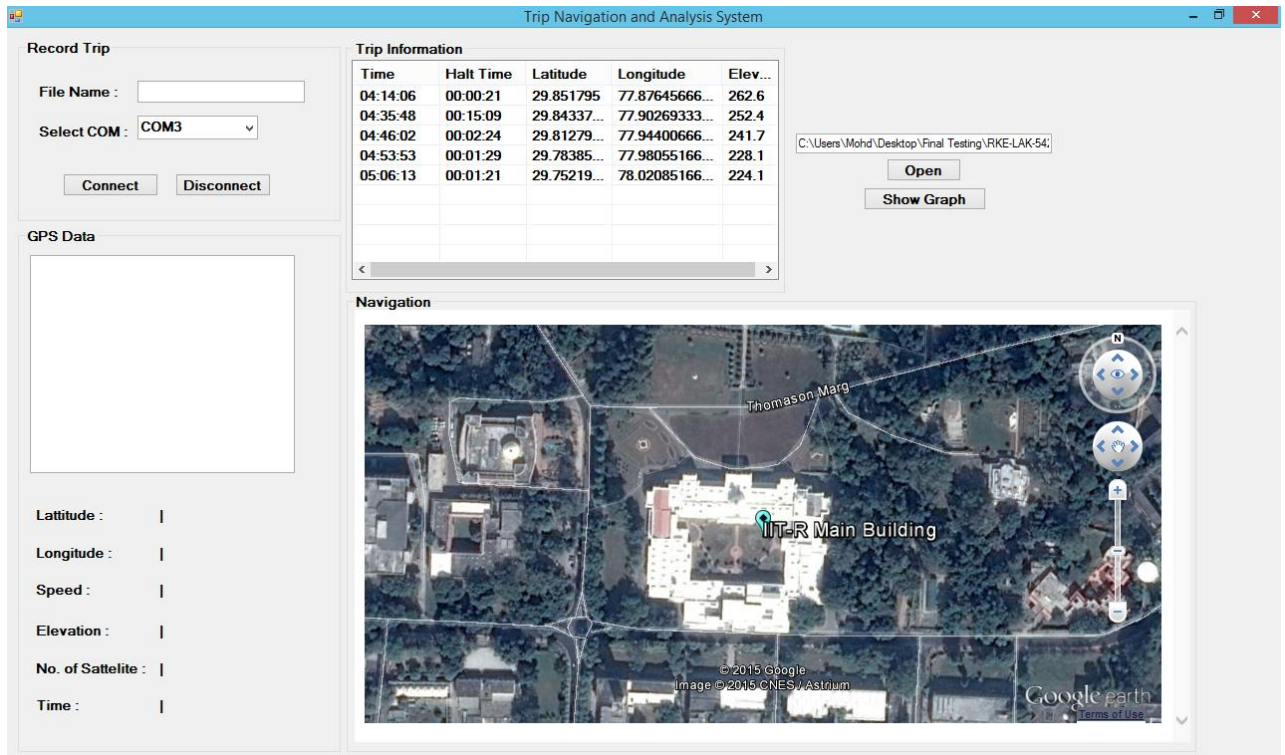 Trip Navigation and Analysis System
Record Trip
File Name :
Select COM : COM3
Connect Disconnect
GPS Data
Lattitude : |
Longitude : |
Speed : |
Elevation : |
No. of Sattelite : |
Time : |
Trip Information
Time Halt Time Latitude Longitude Elev...
04:14:06 00:00:21 29.851795 77.87645666... 262.6
04:35:48 00:15:09 29.84337... 77.90269333... 252.4
04:46:02 00:02:24 29.81279... 77.94400666... 241.7
04:53:53 00:01:29 29.78385... 77.98055166... 228.1
05:06:13 00:01:21 29.75219... 78.02085166... 224.1
C:\Users\Mohd\Desktop\Final Testing\RKE-LAK-542
Open
Show Graph
Navigation
N
Thomason Marg
IIT-R Main Building
© 2015 Google
Image © 2015 CNES / Astrium
Google earth
Terms of Use